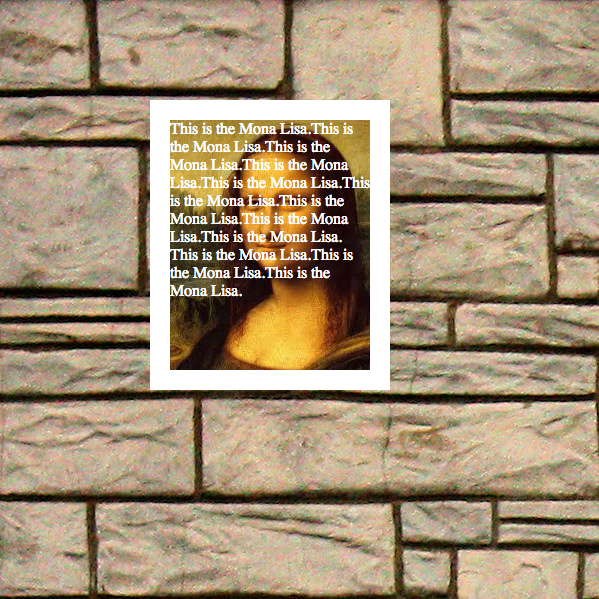 This is the Mona Lisa.This is
the Mona Lisa.This is the
Mona Lisa.This is the Mona
Lisa.This is the Mona Lisa.This
is the Mona Lisa.This is the
Mona Lisa.This is the Mona
Lisa.This is the Mona Lisa.
This is the Mona Lisa.This is
the Mona Lisa.This is the
Mona Lisa.